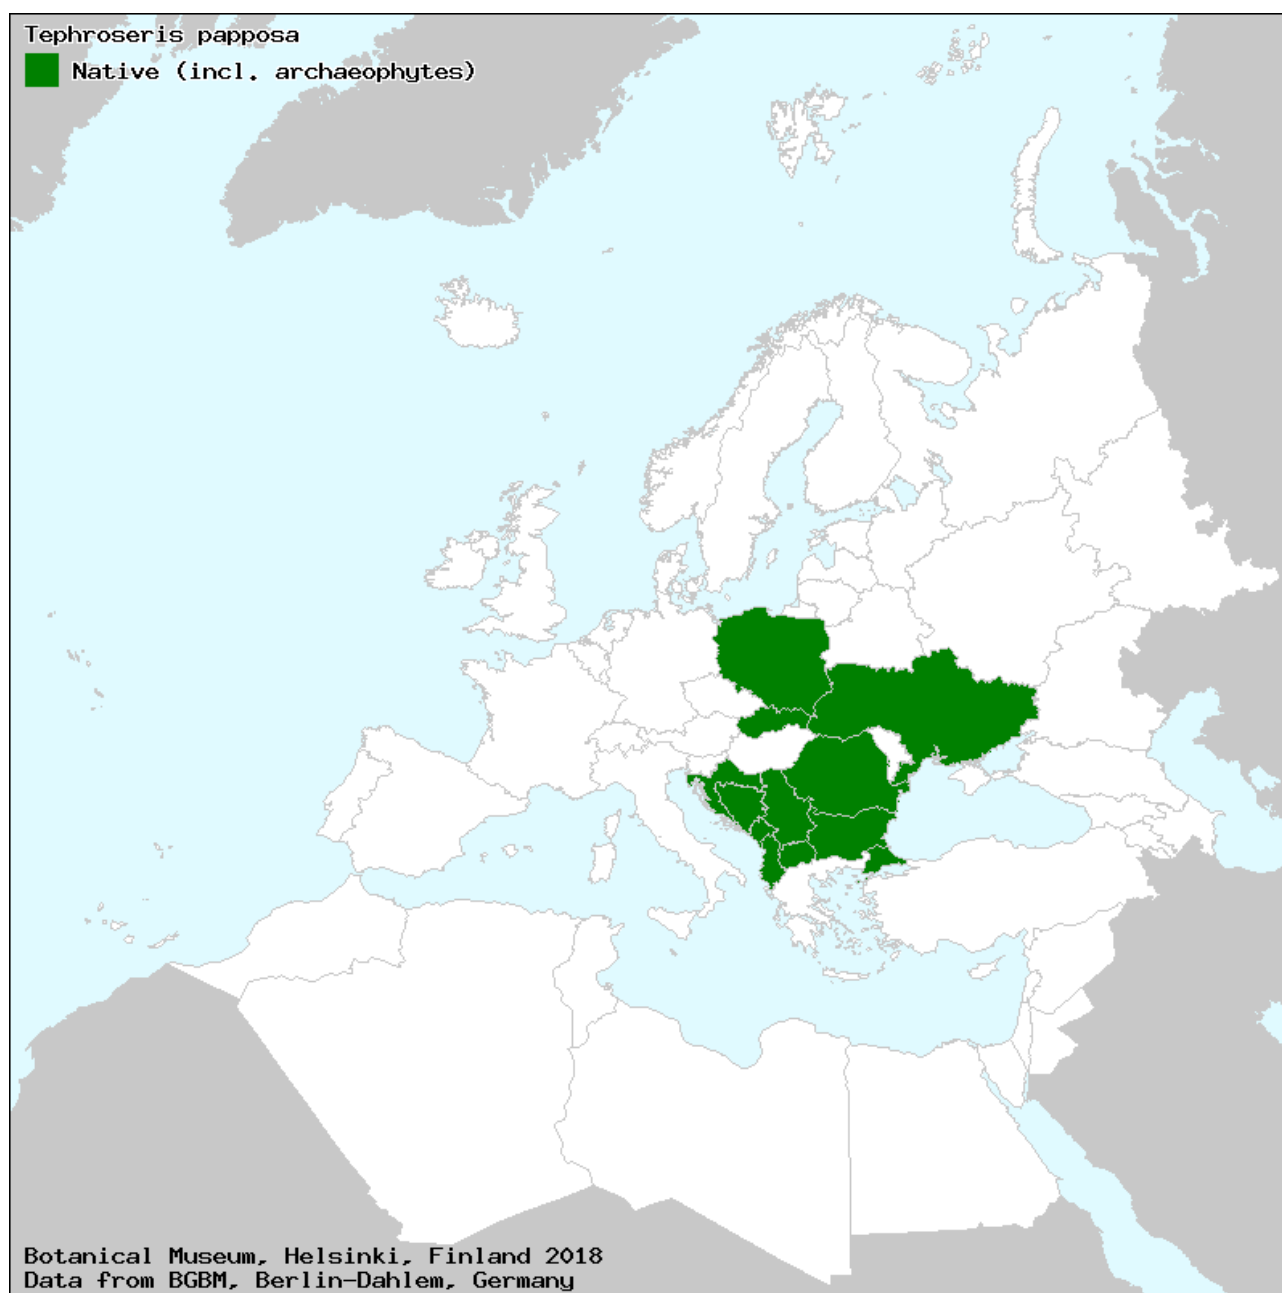 Tephroseris papposa
Native (incl. archaeophytes)
Botanical Museum, Helsinki, Finland 2018
Data from BGBM, Berlin-Dahlem, Germany